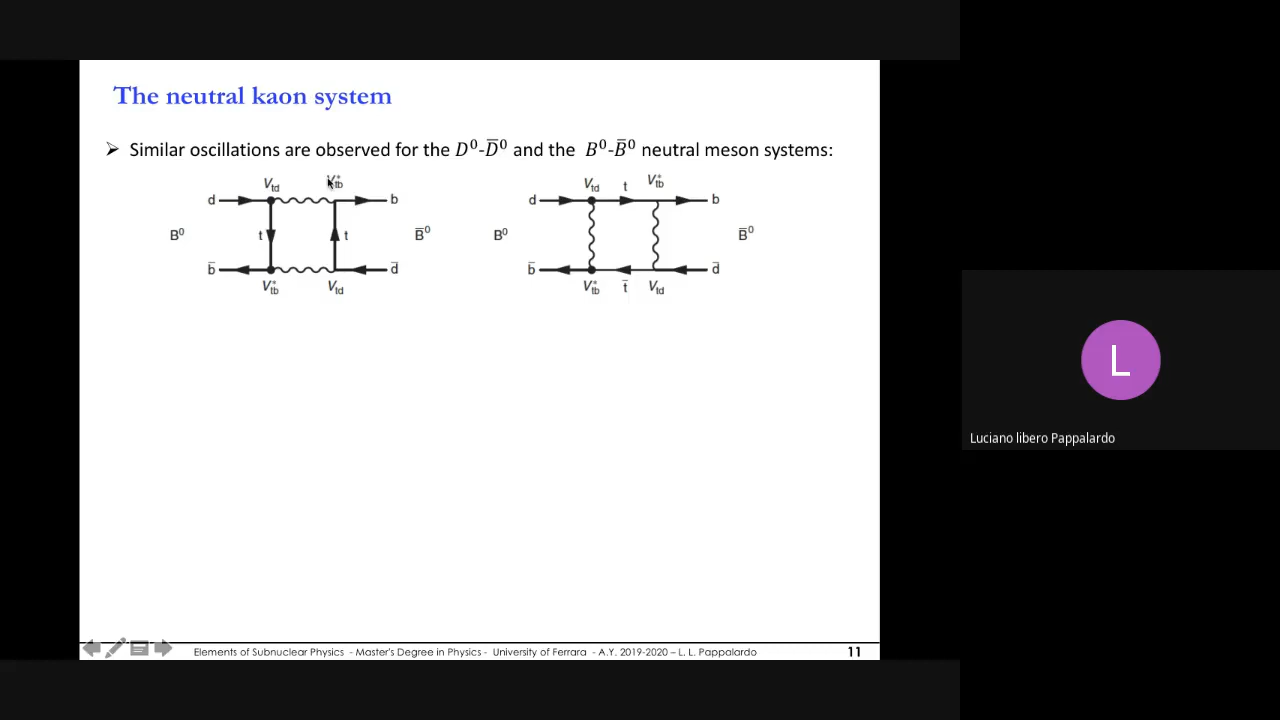 The neutral kaon system
➢ Similar oscillations are observed for the D⁰-D̅⁰ and the B⁰-B̅⁰ neutral meson systems:
V_td V*_tb
d b
B⁰ t t B̅⁰
b̅ d̅
V*_tb V_td
V_td t V*_tb
d b
B⁰ B̅⁰
b̅ d̅
V*_tb t̅ V_td
L
Luciano libero Pappalardo
Elements of Subnuclear Physics - Master's Degree in Physics - University of Ferrara - A.Y. 2019-2020 – L. L. Pappalardo
11